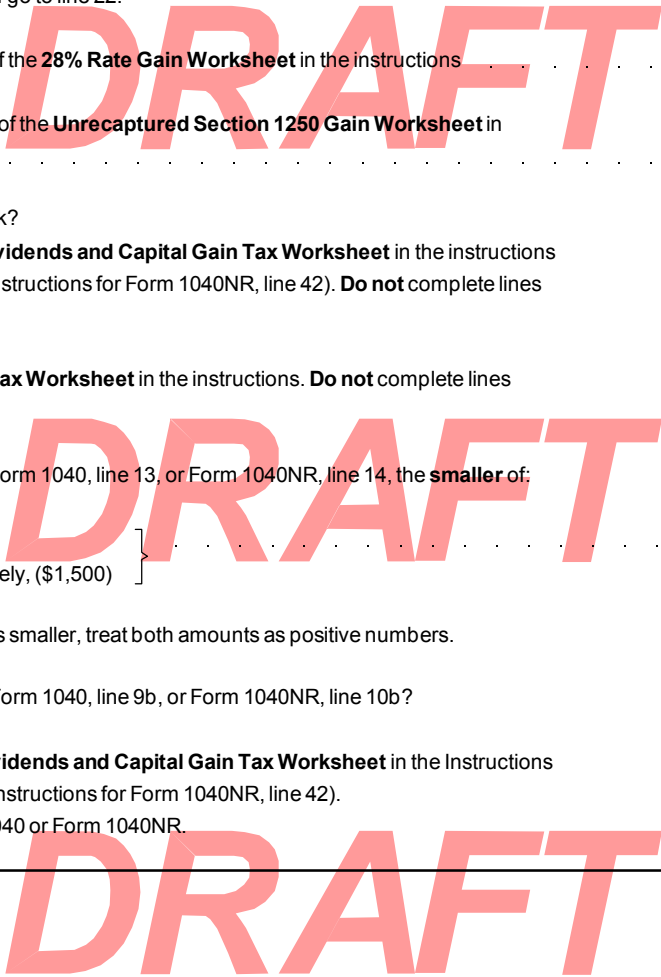 go to line 22.
DRAFT
f the 28% Rate Gain Worksheet in the instructions . . . . . .
of the Unrecaptured Section 1250 Gain Worksheet in
. . . . . . . . . . . . . . . . . . . . .
k?
vidends and Capital Gain Tax Worksheet in the instructions
structions for Form 1040NR, line 42). Do not complete lines
ax Worksheet in the instructions. Do not complete lines
DRAFT
orm 1040, line 13, or Form 1040NR, line 14, the smaller of:
} . . . . . . . . . . . . . . . .
ely, ($1,500)
s smaller, treat both amounts as positive numbers.
orm 1040, line 9b, or Form 1040NR, line 10b?
vidends and Capital Gain Tax Worksheet in the Instructions
nstructions for Form 1040NR, line 42).
040 or Form 1040NR.
DRAFT